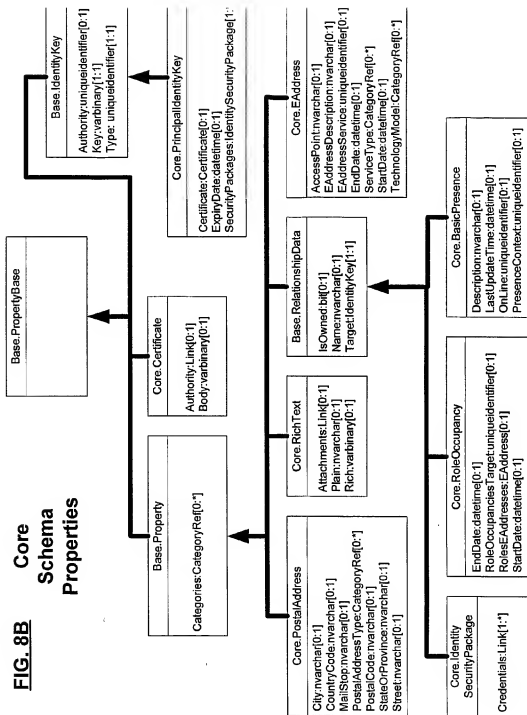 FIG. 8B
Core
Schema
Properties
Base.PropertyBase
Base.IdentityKey
Authority:uniqueidentifier[0:1]
Key:varbinary[1:1]
Type: uniqueidentifier[1:1]
Base.Property
Categories:CategoryRef[0:*]
Core.Certificate
Authority:Link[0:1]
Body:varbinary[0:1]
Core.PrincipalIdentityKey
Certificate:Certificate[0:1]
ExpiryDate:datetime[0:1]
SecurityPackages:IdentitySecurityPackage[1:*
Core.PostalAddress
City:nvarchar[0:1]
CountryCode:nvarchar[0:1]
MailStop:nvarchar[0:1]
PostalAddressType:CategoryRef[0:*]
PostalCode:nvarchar[0:1]
StateOrProvince:nvarchar[0:1]
Street:nvarchar[0:1]
Core.RichText
Attachments:Link[0:1]
Plain:nvarchar[0:1]
Rich:varbinary[0:1]
Base.RelationshipData
IsOwned:bit[0:1]
Name:nvarchar[0:1]
Target:IdentityKey[1:1]
Core.EAddress
AccessPoint:nvarchar[0:1]
EAddressDescription:nvarchar[0:1]
EAddressService:uniqueidentifier[0:1]
EndDate:datetime[0:1]
ServiceType:CategoryRef[0:*]
StartDate:datetime[0:1]
TechnologyModel:CategoryRef[0:*]
Core.Identity
SecurityPackage
Credentials:Link[1:*]
Core.RoleOccupancy
EndDate:datetime[0:1]
RoleOccupanciesTarget:uniqueidentifier[0:1]
RolesEAddresses:EAddress[0:1]
StartDate:datetime[0:1]
Core.BasicPresence
Description:nvarchar[0:1]
LastUpdateTime:datetime[0:1]
OnLine:uniqueidentifier[0:1]
PresenceContext:uniqueidentifier[0:1]